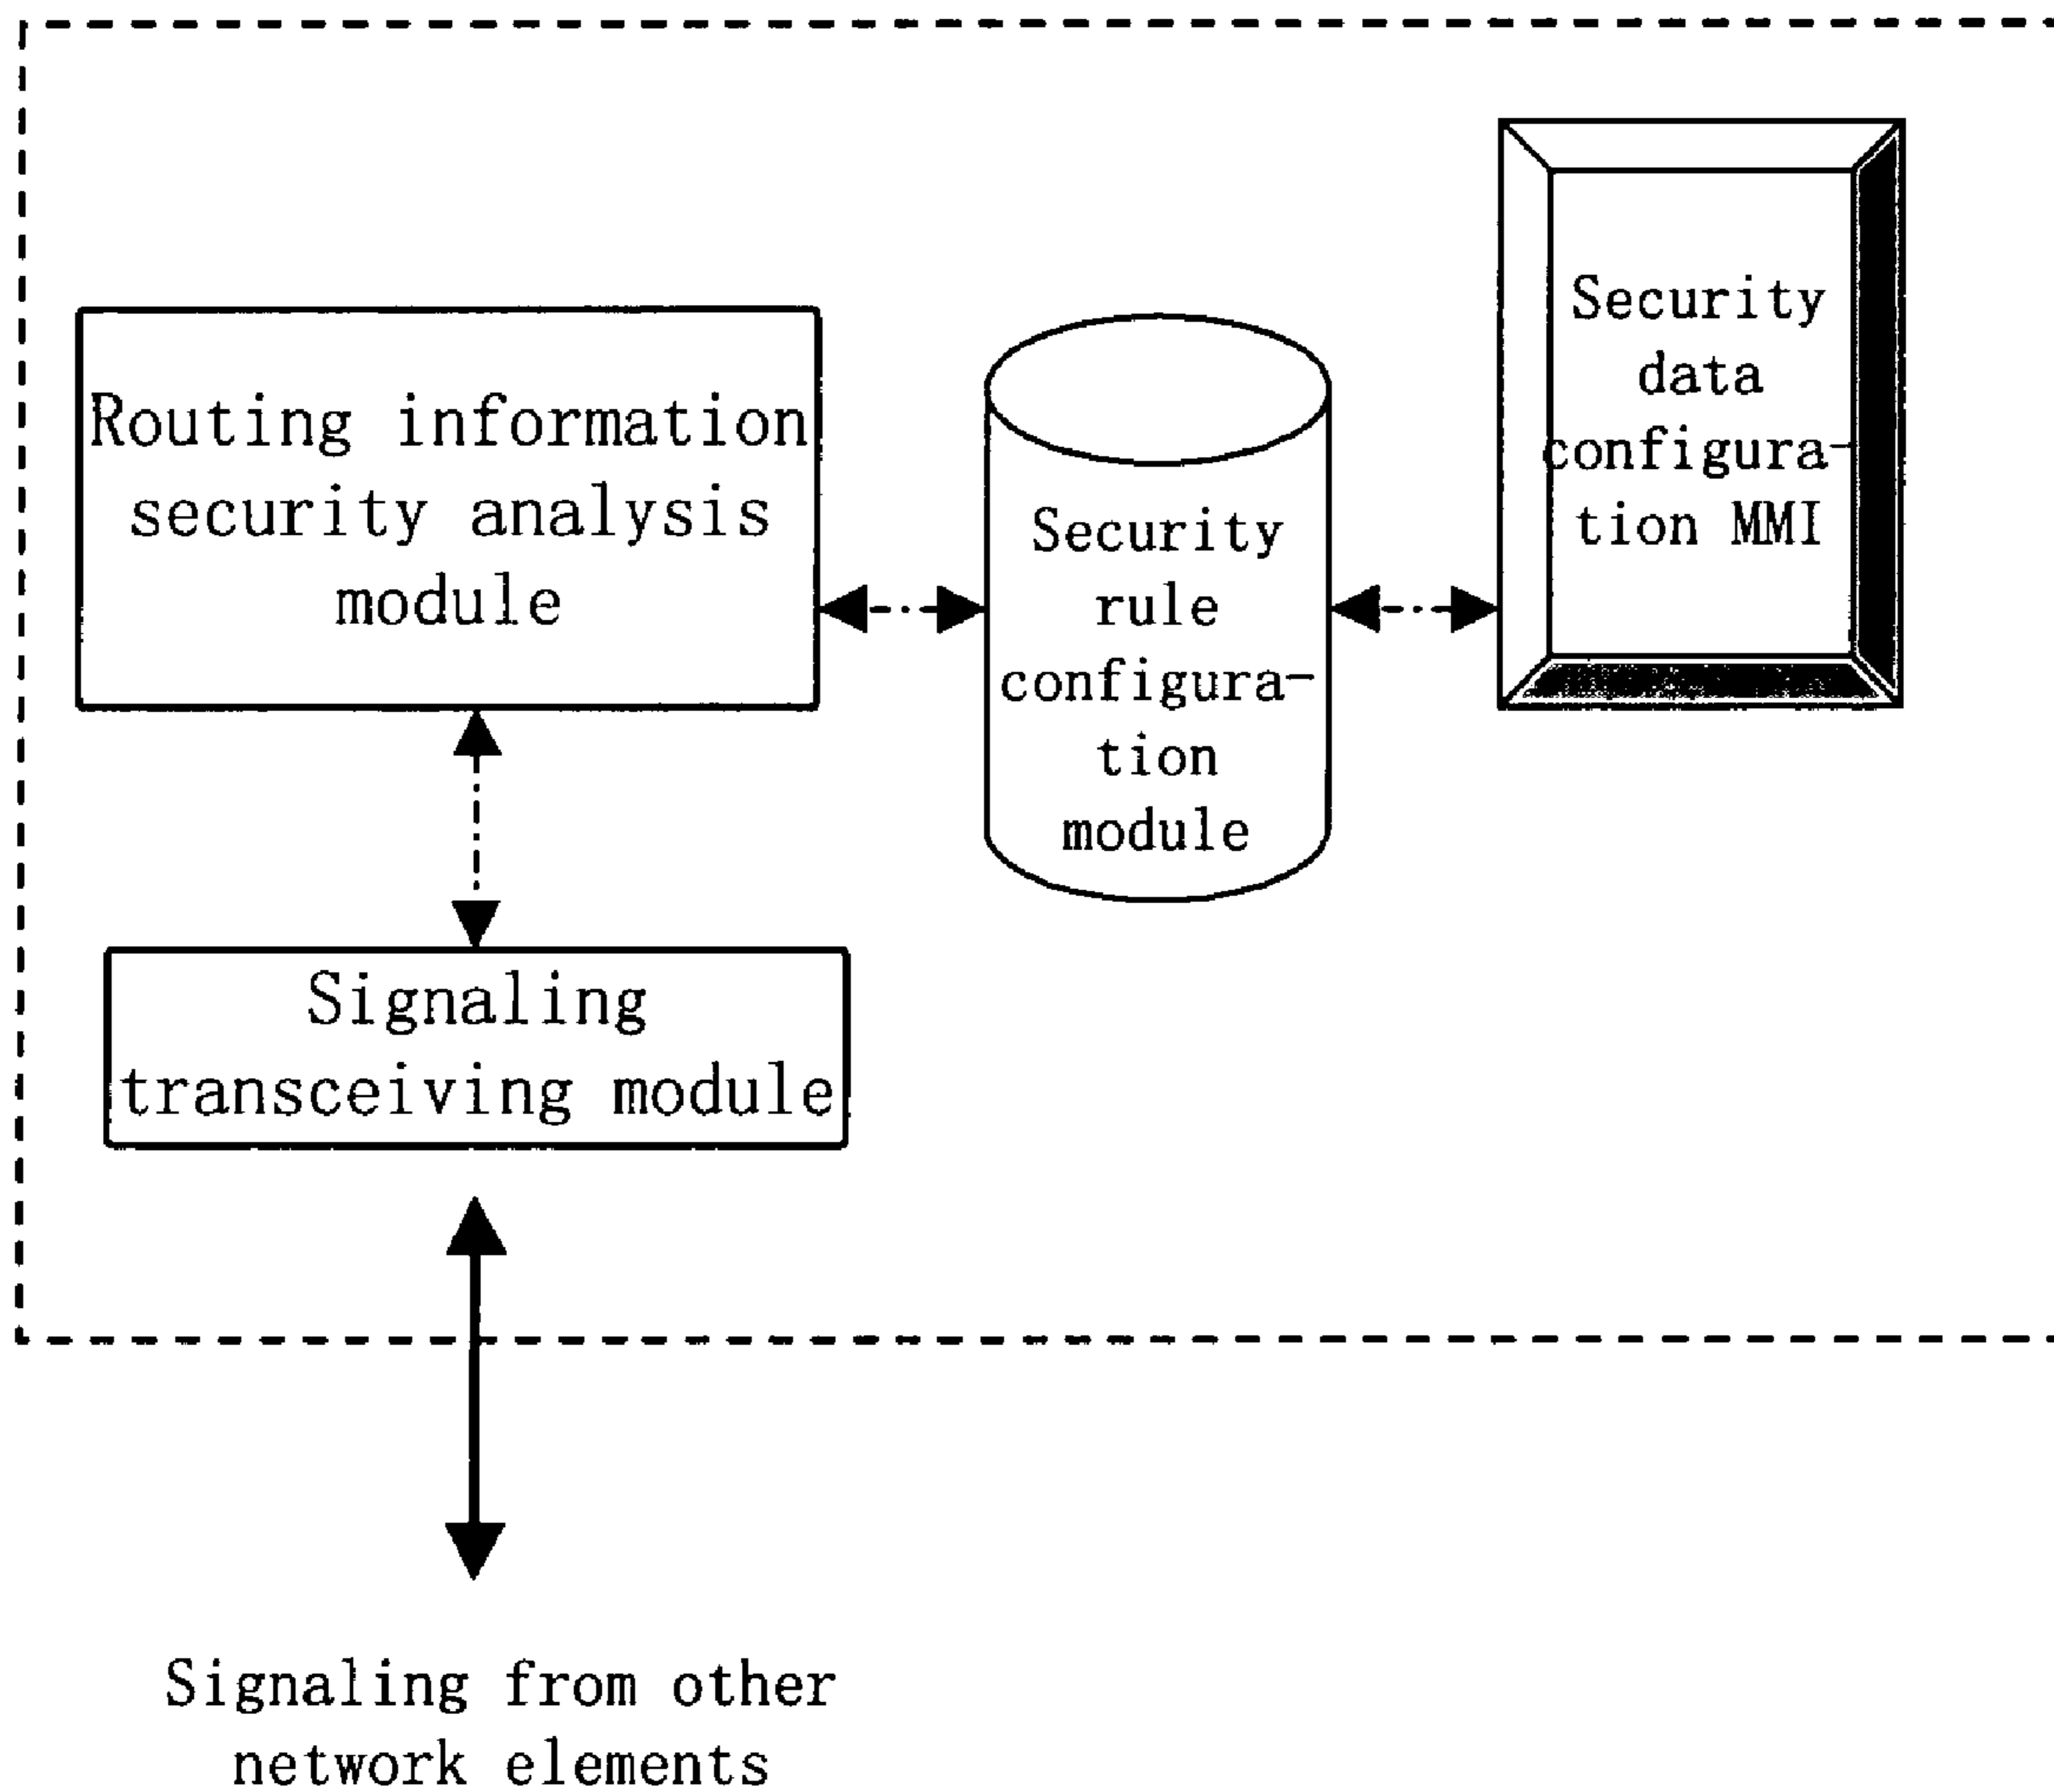 Routing information
security analysis
module
Security
rule
configura-
tion
module
Security
data
configura-
tion MMI
Signaling
transceiving module
Signaling from other
network elements